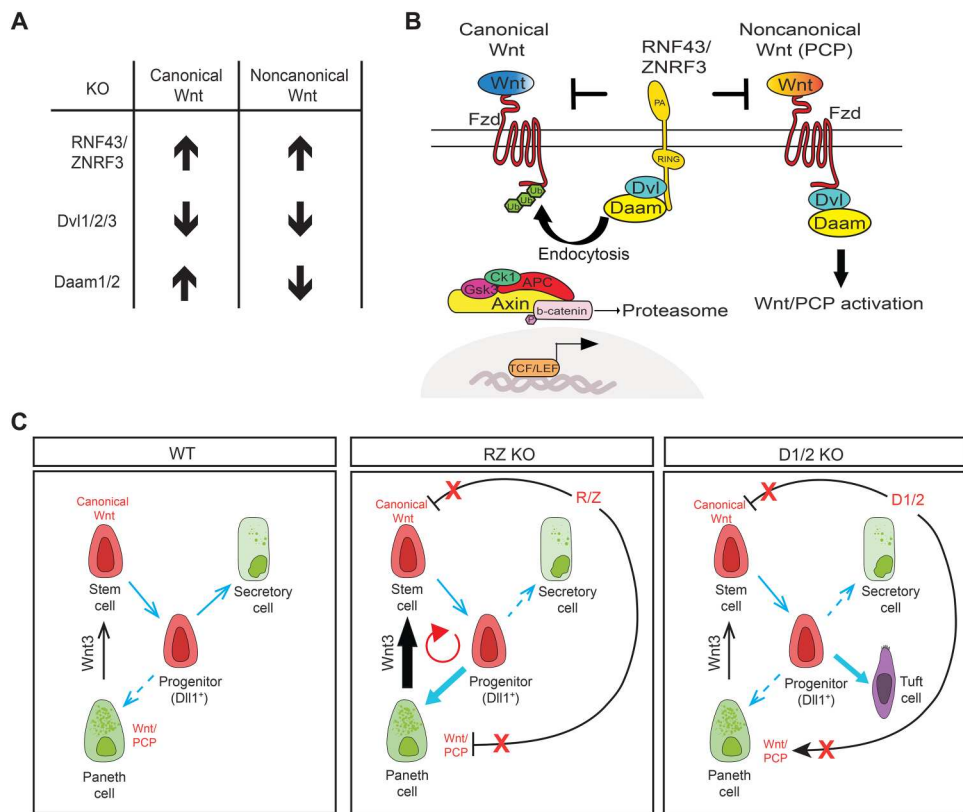 A
KO
Canonical
Wnt
Noncanonical
Wnt
RNF43/
ZNRF3
Dvl1/2/3
Daam1/2
B
Canonical
Wnt
RNF43/
ZNRF3
Noncanonical
Wnt (PCP)
Wnt
PA
Wnt
Fzd
Fzd
RING
Ub
Ub
Ub
Dvl
Daam
Dvl
Daam
Endocytosis
Ck1
Gsk3
APC
Axin
b-catenin
P
Proteasome
Wnt/PCP activation
TCF/LEF
C
WT
Canonical
Wnt
Stem
cell
Secretory
cell
Wnt3
Progenitor
(Dll1⁺)
Wnt/
PCP
Paneth
cell
RZ KO
X
R/Z
Canonical
Wnt
Stem
cell
Secretory
cell
Wnt3
Progenitor
(Dll1⁺)
Wnt/
PCP
X
Paneth
cell
D1/2 KO
X
D1/2
Canonical
Wnt
Stem
cell
Secretory
cell
Wnt3
Progenitor
(Dll1⁺)
Tuft
cell
Wnt/
PCP
X
Paneth
cell